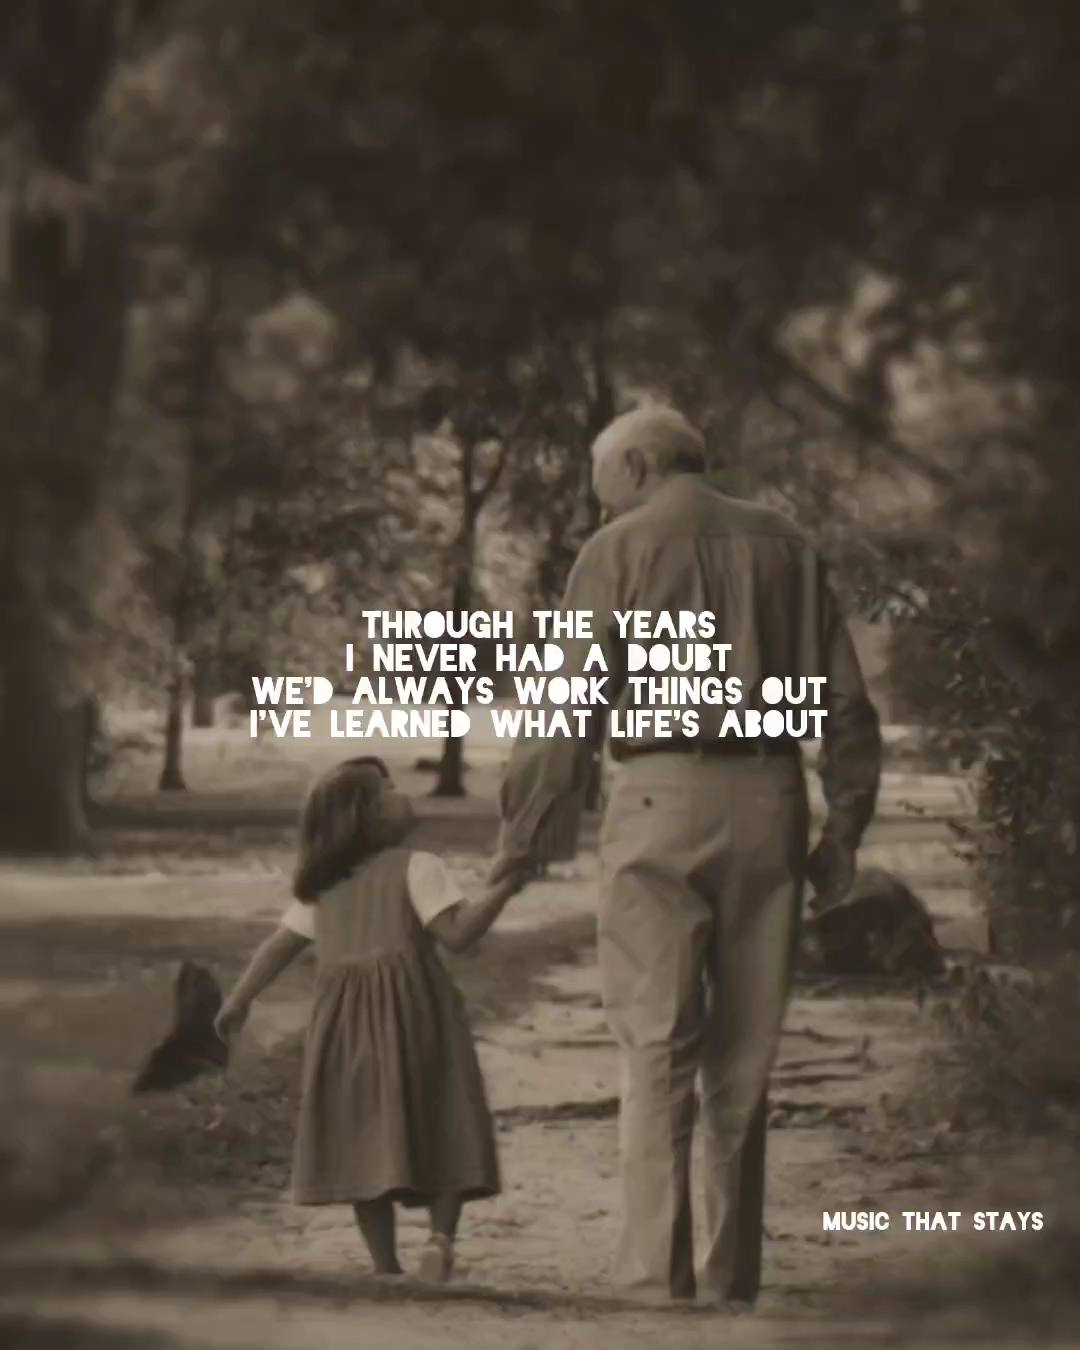 THROUGH THE YEARS
I NEVER HAD A DOUBT
WE'D ALWAYS WORK THINGS OUT
I'VE LEARNED WHAT LIFE'S ABOUT
MUSIC THAT STAYS